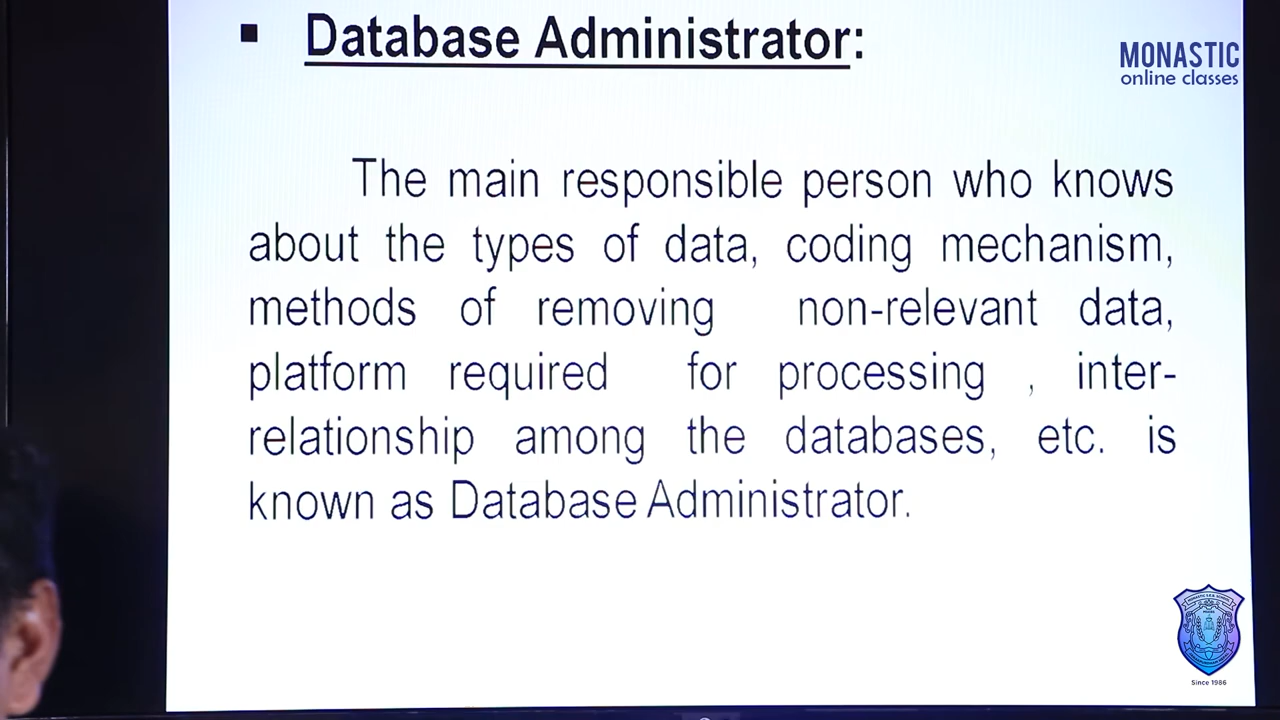 ▪ Database Administrator:
MONASTIC
online classes
The main responsible person who knows
about the types of data, coding mechanism,
methods of removing non-relevant data,
platform required for processing , inter-
relationship among the databases, etc. is
known as Database Administrator.
Since 1986